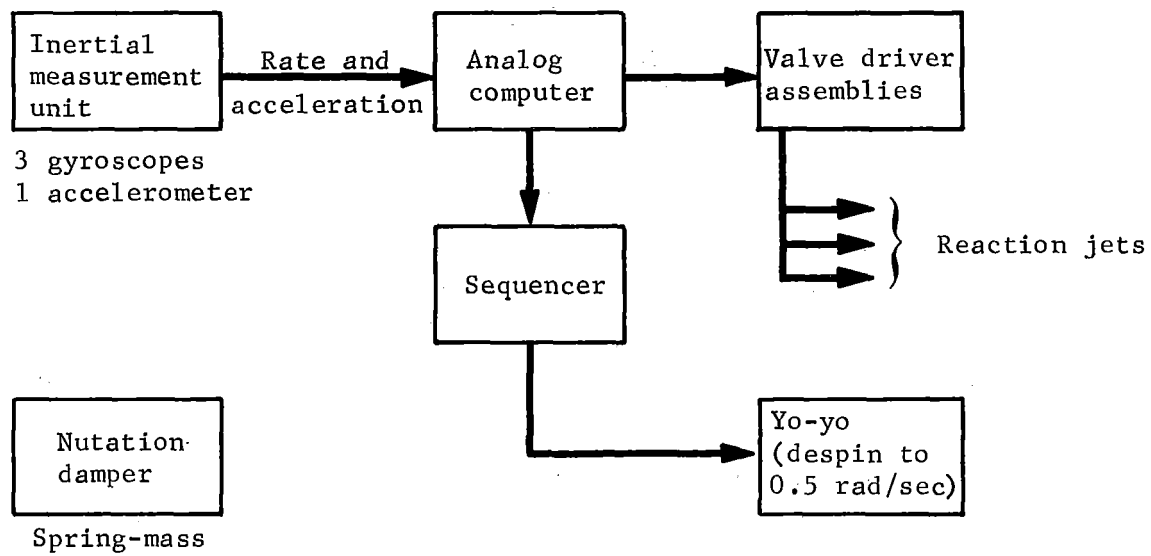 Inertial
measurement
unit
Rate and
acceleration
Analog
computer
Valve driver
assemblies
3 gyroscopes
1 accelerometer
Reaction jets
Sequencer
Nutation
damper
Spring-mass
Yo-yo
(despin to
0.5 rad/sec)